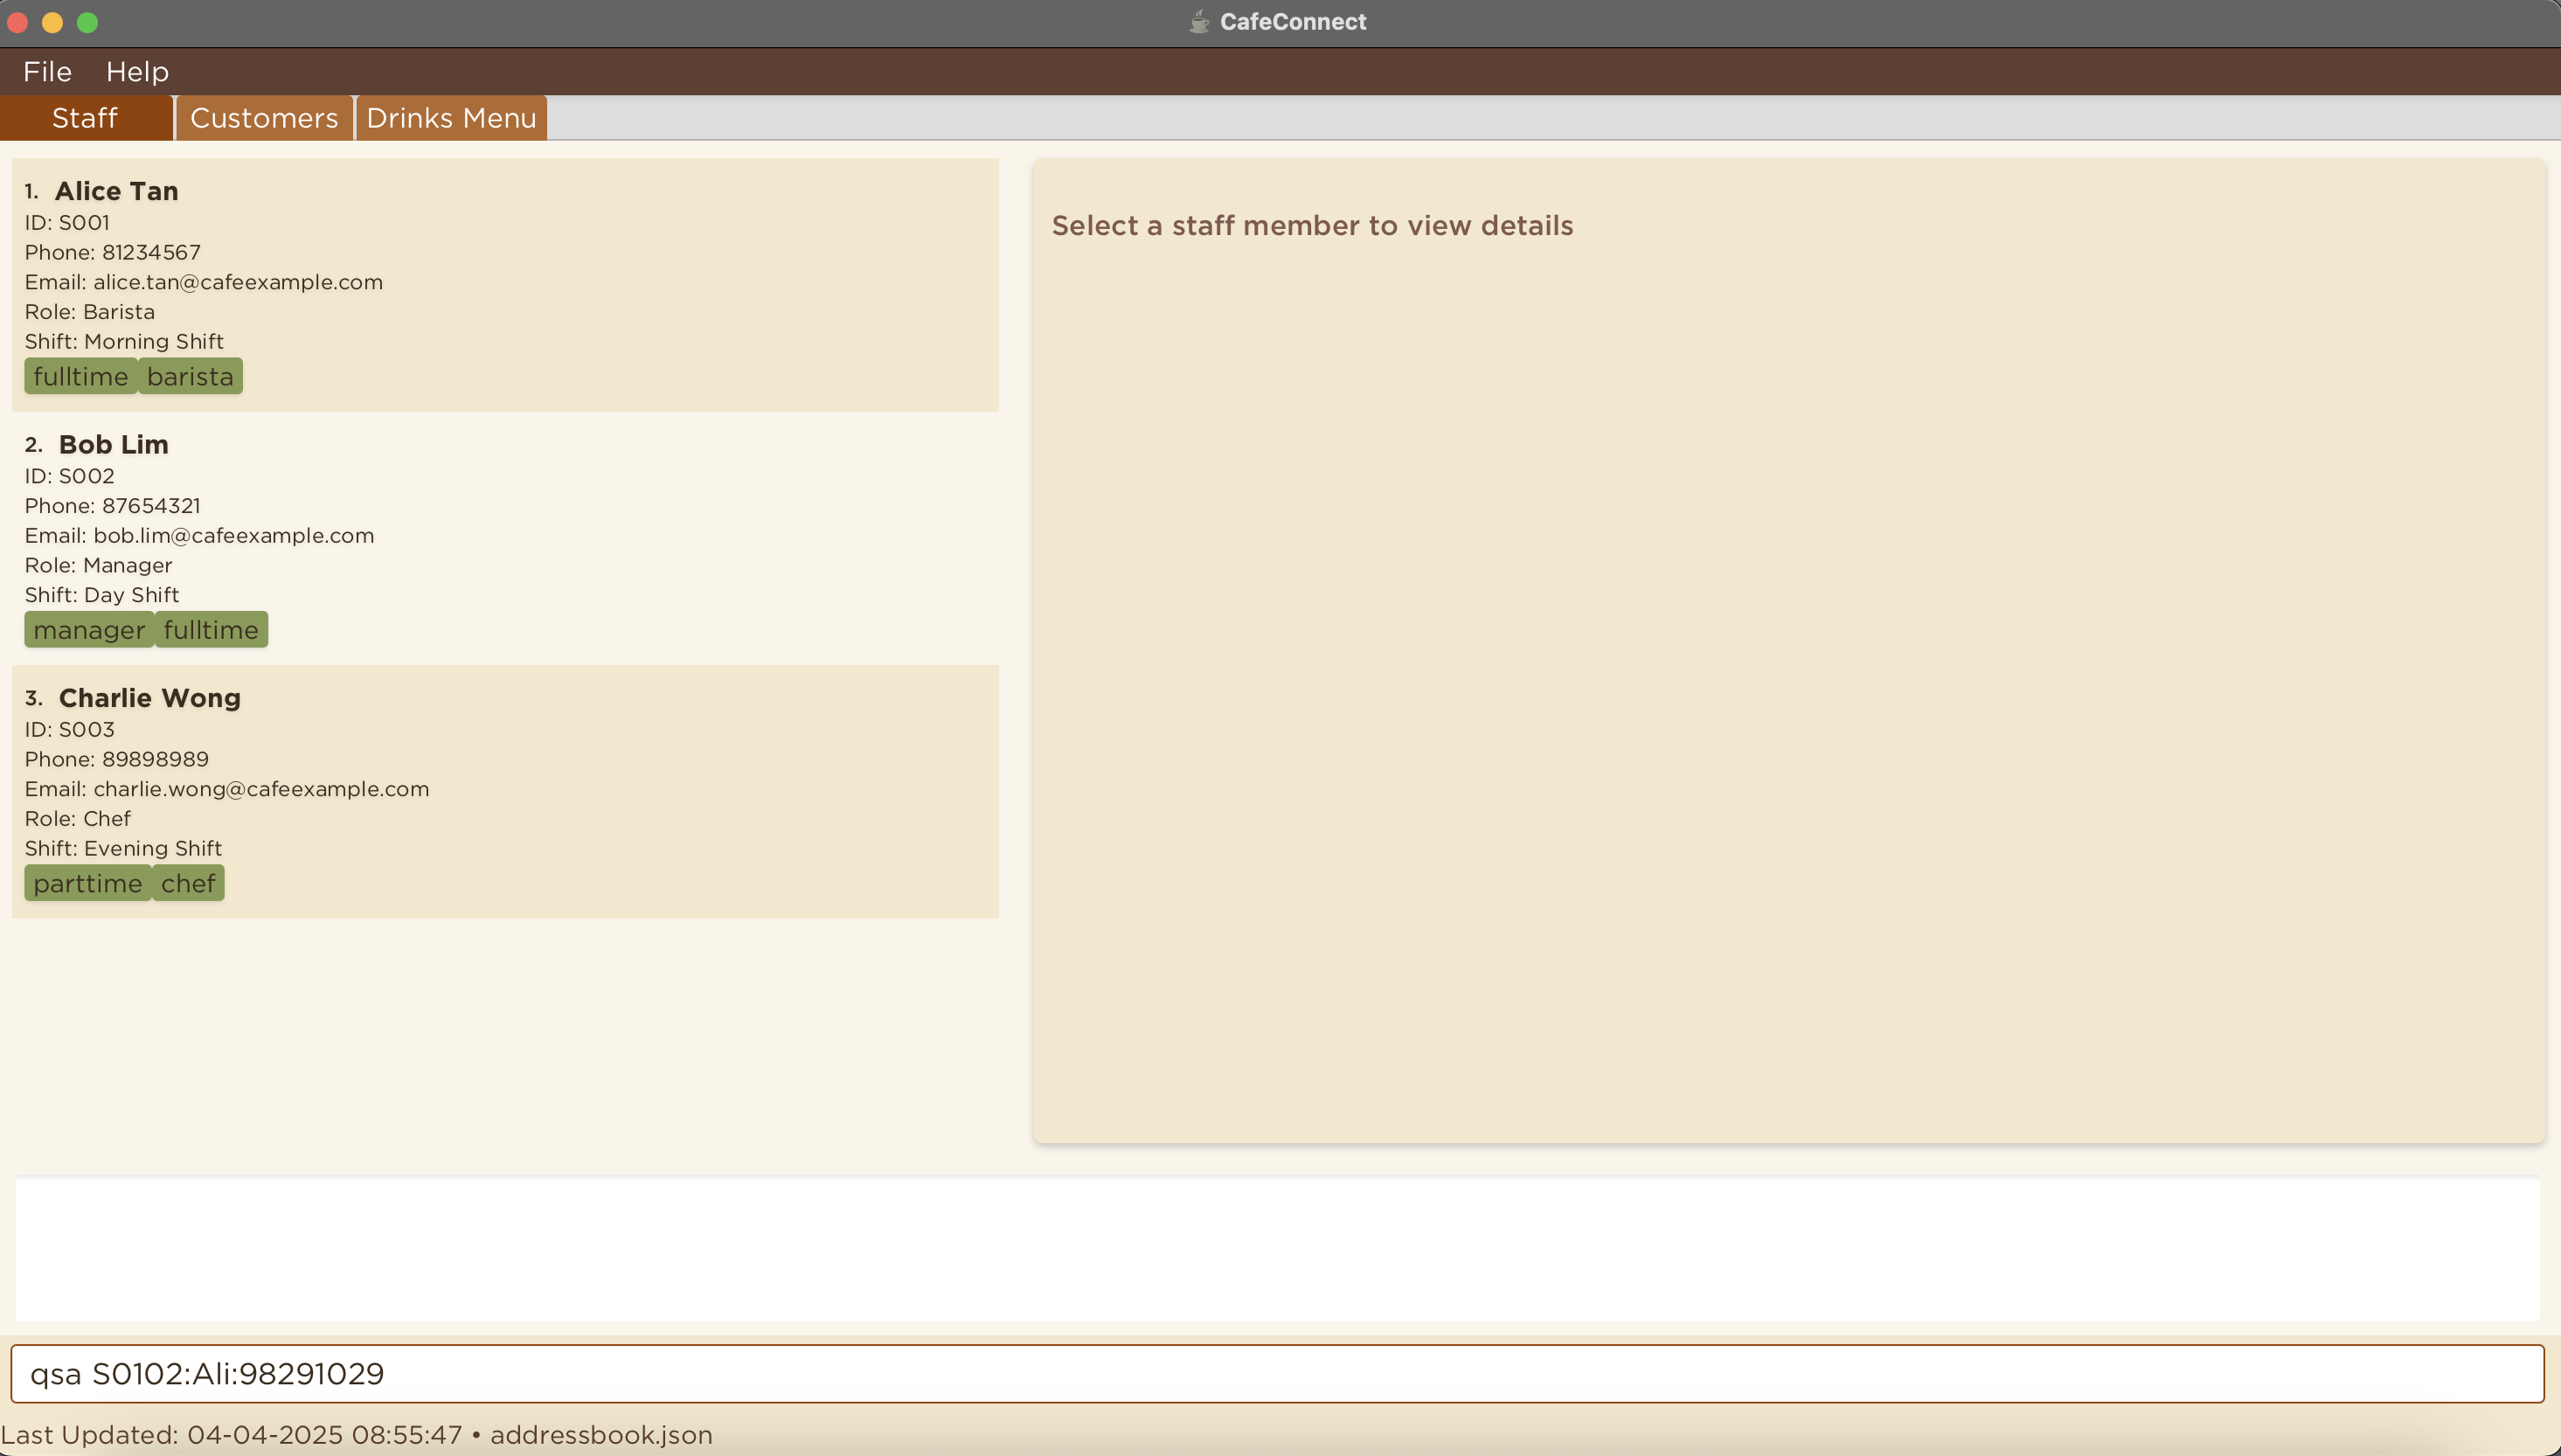 CafeConnect
File Help
Staff Customers Drinks Menu
1. Alice Tan
ID: S001
Phone: 81234567
Email: alice.tan@cafeexample.com
Role: Barista
Shift: Morning Shift
fulltime barista
2. Bob Lim
ID: S002
Phone: 87654321
Email: bob.lim@cafeexample.com
Role: Manager
Shift: Day Shift
manager fulltime
3. Charlie Wong
ID: S003
Phone: 89898989
Email: charlie.wong@cafeexample.com
Role: Chef
Shift: Evening Shift
parttime chef
Select a staff member to view details
qsa S0102:Ali:98291029
Last Updated: 04-04-2025 08:55:47 • addressbook.json